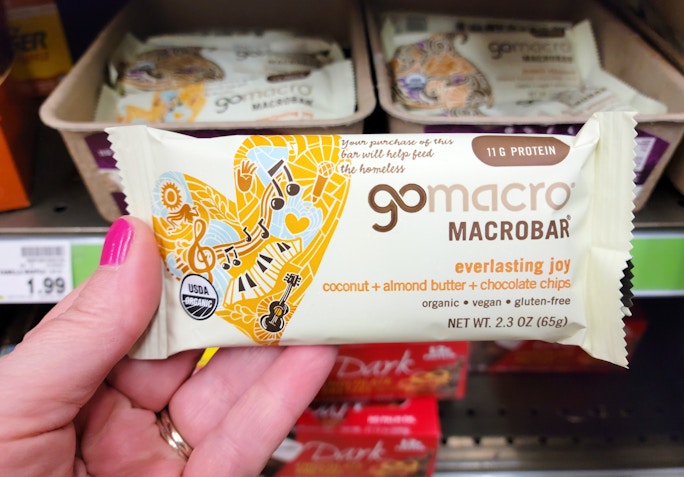 gomacro
MACROBAR
gomacro
MACROBAR
Your purchase of this
bar will help feed
the homeless
11G PROTEIN
gomacro®
MACROBAR®
everlasting joy
coconut + almond butter + chocolate chips
organic • vegan • gluten-free
NET WT. 2.3 OZ (65g)
USDA
ORGANIC
1.99
Dark
Dark